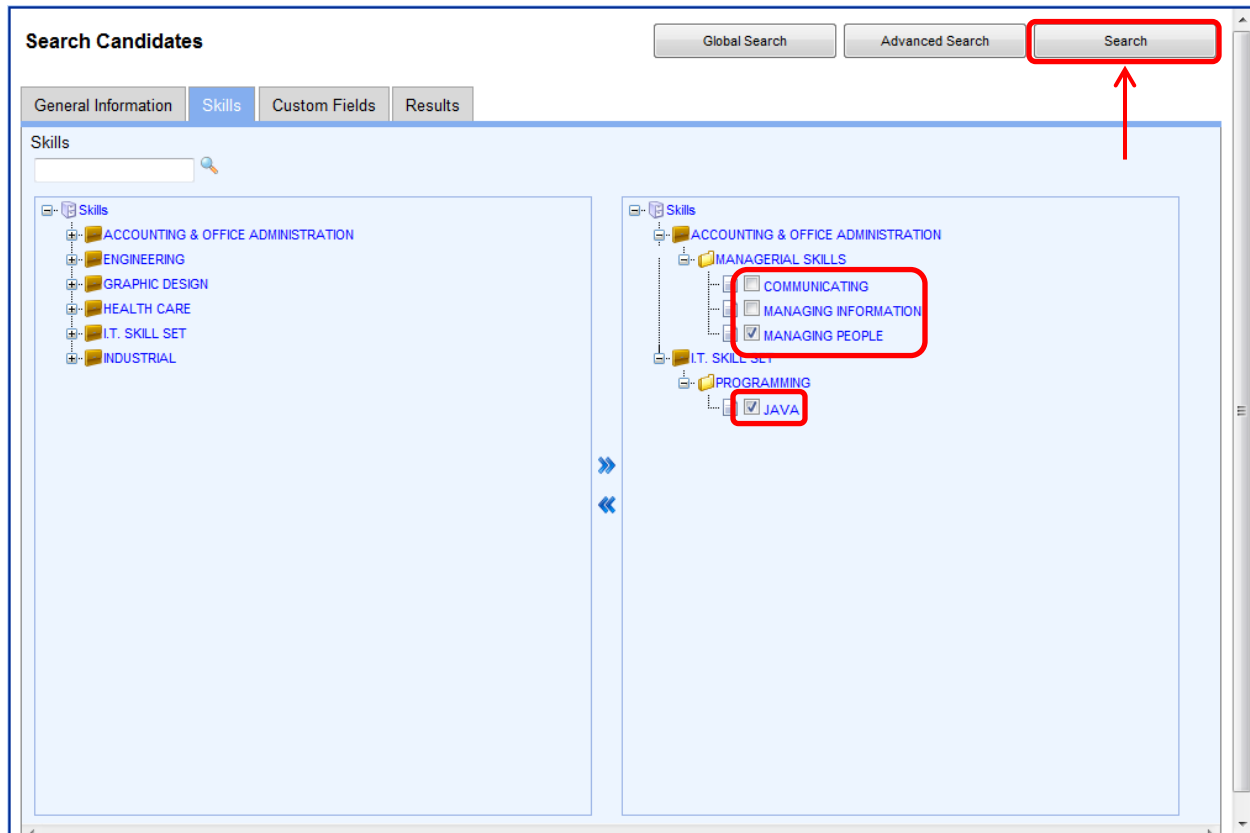 Search Candidates
Global Search
Advanced Search
Search
General Information
Skills
Custom Fields
Results
Skills
Skills
ACCOUNTING & OFFICE ADMINISTRATION
ENGINEERING
GRAPHIC DESIGN
HEALTH CARE
I.T. SKILL SET
INDUSTRIAL
Skills
ACCOUNTING & OFFICE ADMINISTRATION
MANAGERIAL SKILLS
COMMUNICATING
MANAGING INFORMATION
MANAGING PEOPLE
I.T. SKILL SET
PROGRAMMING
JAVA